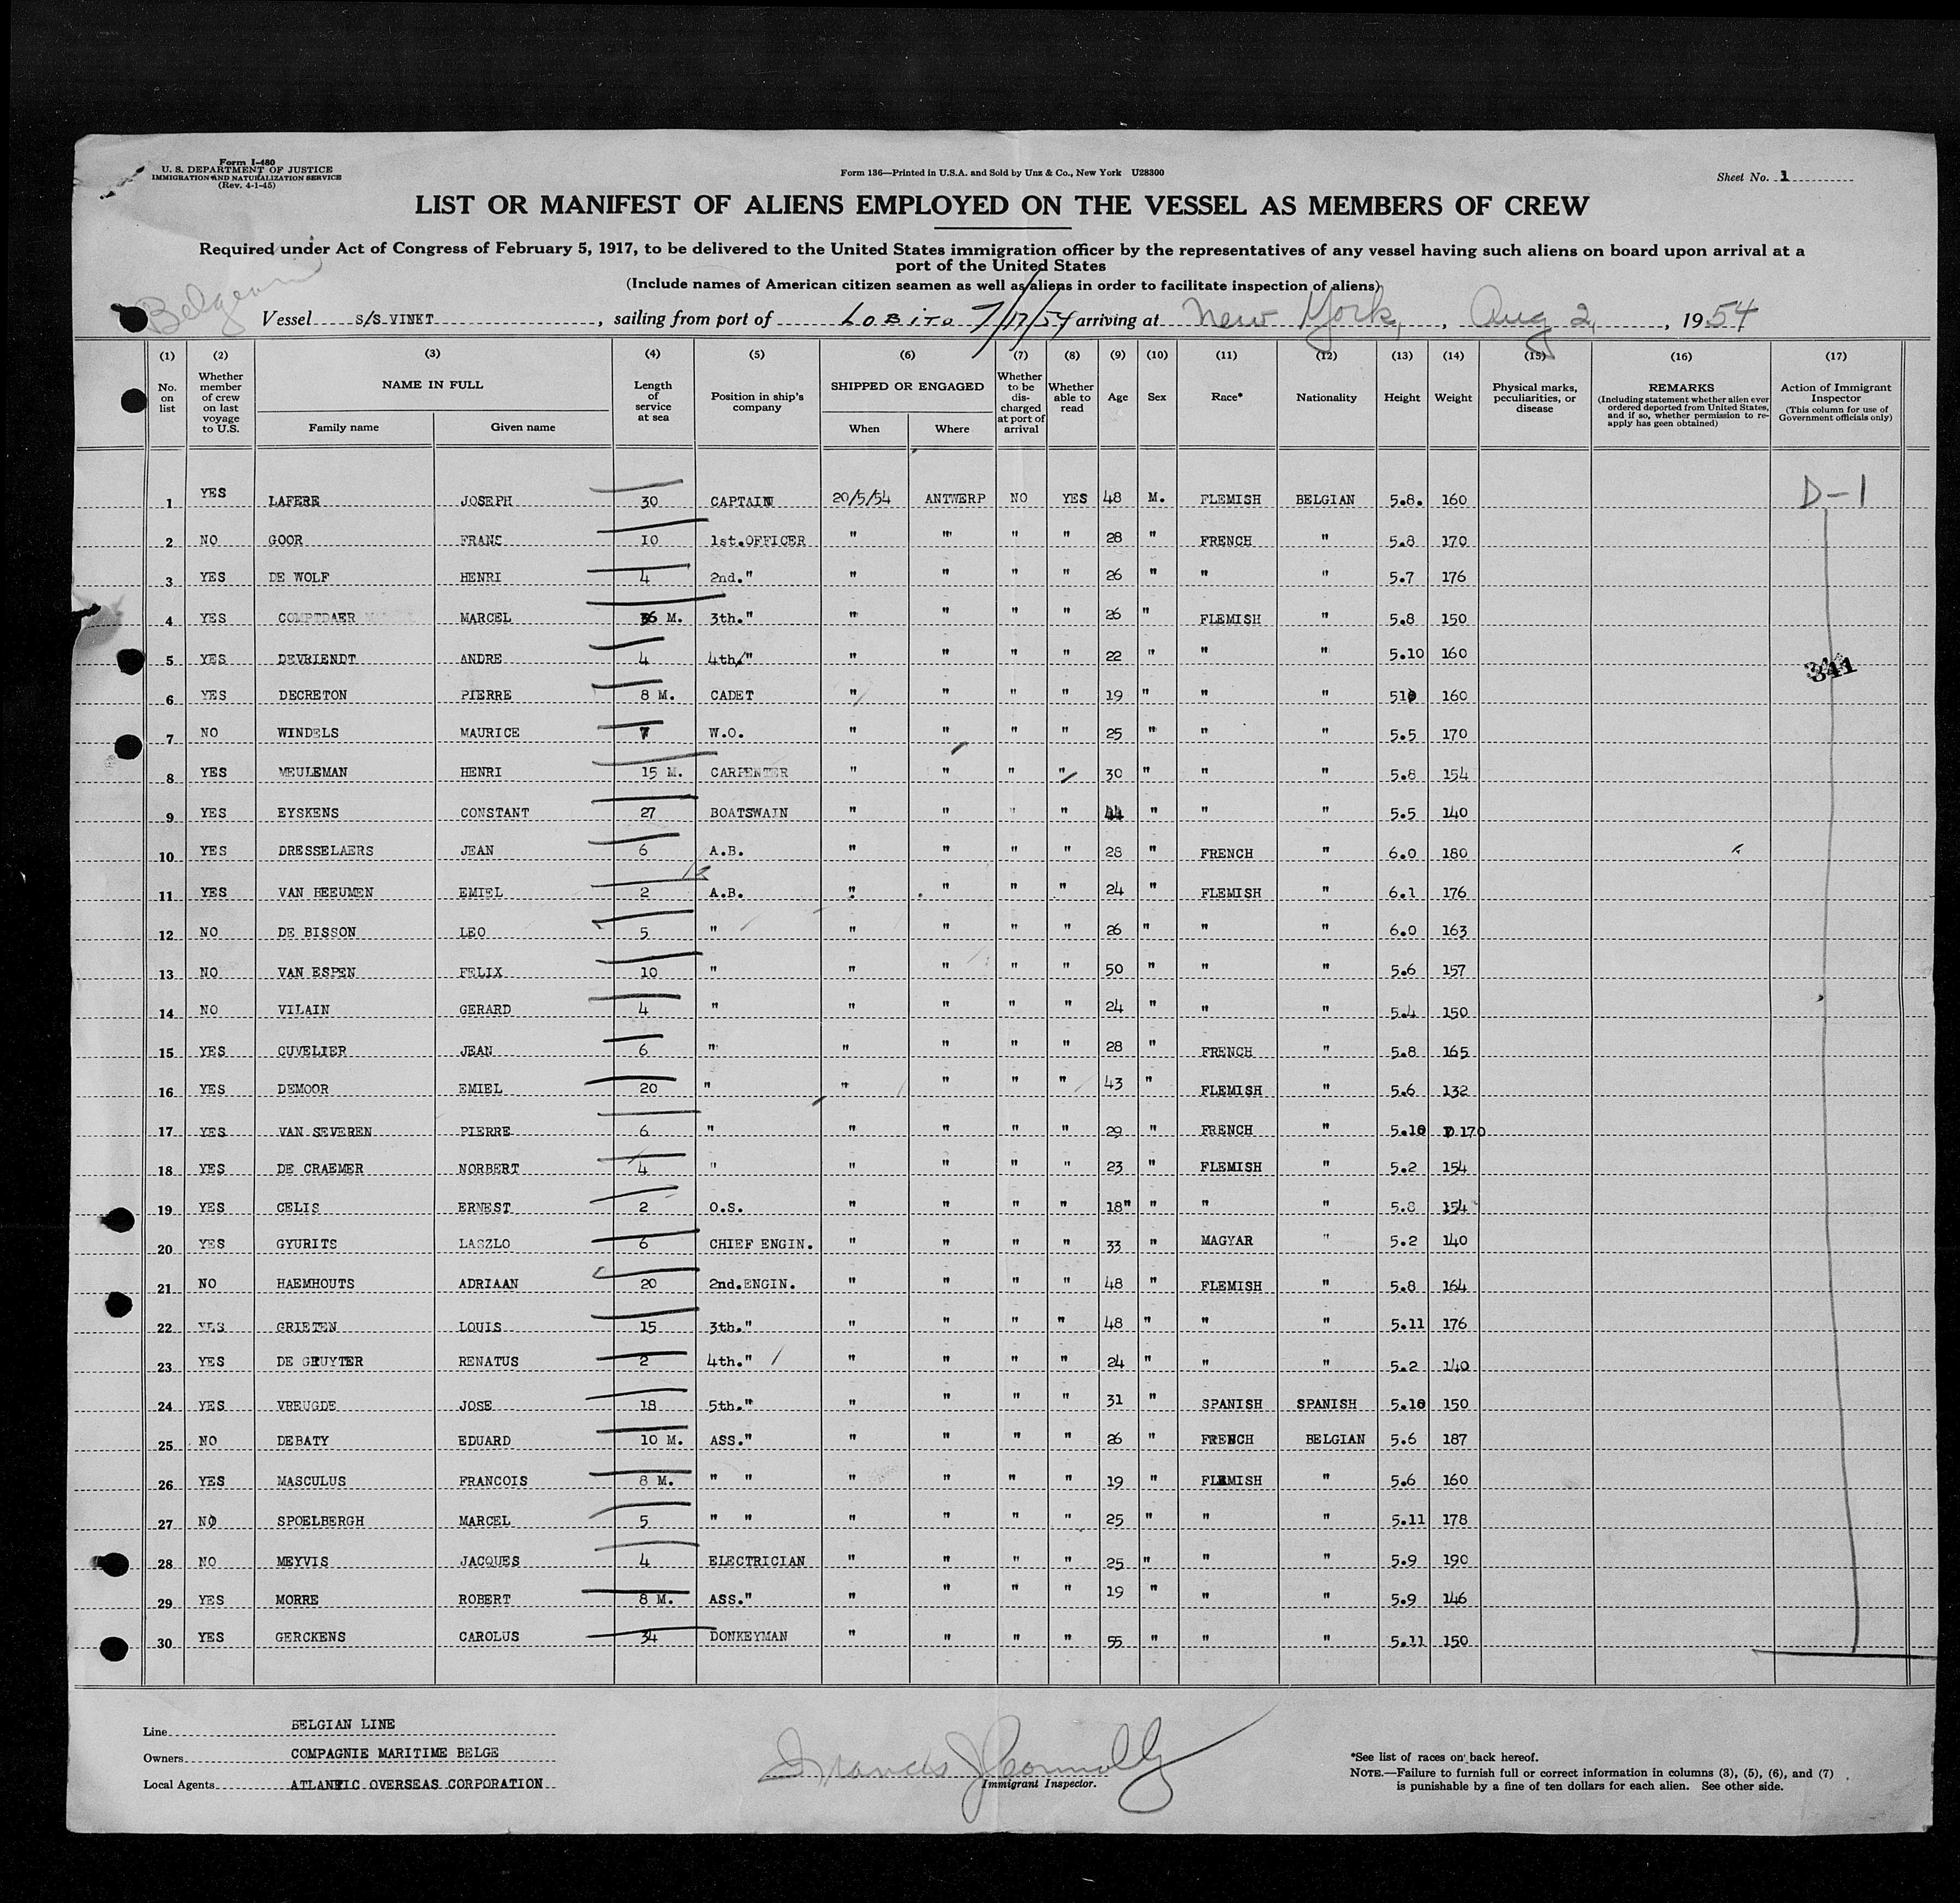 Form I-480
U. S. DEPARTMENT OF JUSTICE
IMMIGRATION AND NATURALIZATION SERVICE
(Rev. 4-1-45)
Form 136—Printed in U.S.A. and Sold by Unz & Co., New York U28300
Sheet No. 1
LIST OR MANIFEST OF ALIENS EMPLOYED ON THE VESSEL AS MEMBERS OF CREW
Required under Act of Congress of February 5, 1917, to be delivered to the United States immigration officer by the representatives of any vessel having such aliens on board upon arrival at a
port of the United States
(Include names of American citizen seamen as well as aliens in order to facilitate inspection of aliens)
Vessel S/S VINKT, sailing from port of Lobito 7/17/54 arriving at New York, Aug 2, 1954
(1) (2) (3) (4) (5) (6) (7) (8) (9) (10) (11) (12) (13) (14) (15) (16) (17)
No. on list
Whether member of crew on last voyage to U.S.
NAME IN FULL
Family name
Given name
Length of service at sea
Position in ship's company
SHIPPED OR ENGAGED
When
Where
Whether to be discharged at port of arrival
Whether able to read
Age
Sex
Race*
Nationality
Height
Weight
Physical marks, peculiarities, or disease
REMARKS
(Including statement whether alien ever ordered deported from United States, and if so, whether permission to re-apply has geen obtained)
Action of Immigrant Inspector
(This column for use of Government officials only)
1 YES LAFERE JOSEPH 30 CAPTAIN 20/5/54 ANTWERP NO YES 48 M. FLEMISH BELGIAN 5.8. 160 D-1
2 NO GOOR FRANS 10 1st.OFFICER " " " " 28 " FRENCH " 5.8 170
3 YES DE WOLF HENRI 4 2nd." " " " " 26 " " " 5.7 176
4 YES COMPTDAER MARCEL 36 M. 3th." " " " " 26 " FLEMISH " 5.8 150
5 YES DEVRIENDT ANDRE 4 4th." " " " " 22 " " " 5.10 160
341
6 YES DECRETON PIERRE 8 M. CADET " " " " 19 " " " 510 160
7 NO WINDELS MAURICE 7 W.O. " " " " 25 " " " 5.5 170
8 YES MEULEMAN HENRI 15 M. CARPENTER " " " " 30 " " " 5.8 154
9 YES EYSKENS CONSTANT 27 BOATSWAIN " " " " 44 " " " 5.5 140
10 YES DRESSELAERS JEAN 6 A.B. " " " " 28 " FRENCH " 6.0 180
11 YES VAN BEEUMEN EMIEL 2 A.B. " " " " 24 " FLEMISH " 6.1 176
12 NO DE BISSON LEO 5 " " " " " 26 " " " 6.0 163
13 NO VAN ESPEN FELIX 10 " " " " " 50 " " " 5.6 157
14 NO VILAIN GERARD 4 " " " " " 24 " " " 5.4 150
15 YES CUVELIER JEAN 6 " " " " " 28 " FRENCH " 5.8 165
16 YES DEMOOR EMIEL 20 " " " " " 43 " FLEMISH " 5.6 132
17 YES VAN SEVEREN PIERRE 6 " " " " " 29 " FRENCH " 5.10 170
18 YES DE CRAEMER NORBERT 4 " " " " " 23 " FLEMISH " 5.2 154
19 YES CELIS ERNEST 2 O.S. " " " " 18" " " " 5.8 154
20 YES GYURITS LASZLO 6 CHIEF ENGIN. " " " " 33 " MAGYAR " 5.2 140
21 NO HAEMHOUTS ADRIAAN 20 2nd.ENGIN. " " " " 48 " FLEMISH " 5.8 164
22 YES GRIETEN LOUIS 15 3th." " " " " 48 " " " 5.11 176
23 YES DE GRUYTER RENATUS 2 4th." " " " " 24 " " " 5.2 140
24 YES VREUGDE JOSE 18 5th." " " " " 31 " SPANISH SPANISH 5.10 150
25 NO DEBATY EDUARD 10 M. ASS." " " " " 26 " FRENCH BELGIAN 5.6 187
26 YES MASCULUS FRANCOIS 8 M. " " " " " " 19 " FLEMISH " 5.6 160
27 NO SPOELBERGH MARCEL 5 " " " " " " 25 " " " 5.11 178
28 NO MEYVIS JACQUES 4 ELECTRICIAN " " " " 25 " " " 5.9 190
29 YES MORRE ROBERT 8 M. ASS." " " " " 19 " " " 5.9 146
30 YES GERCKENS CAROLUS 34 DONKEYMAN " " " " 55 " " " 5.11 150
Line BELGIAN LINE
Owners COMPAGNIE MARITIME BELGE
Local Agents ATLANTIC OVERSEAS CORPORATION
Francis J Connolly
Immigrant Inspector.
*See list of races on back hereof.
NOTE.—Failure to furnish full or correct information in columns (3), (5), (6), and (7)
is punishable by a fine of ten dollars for each alien. See other side.